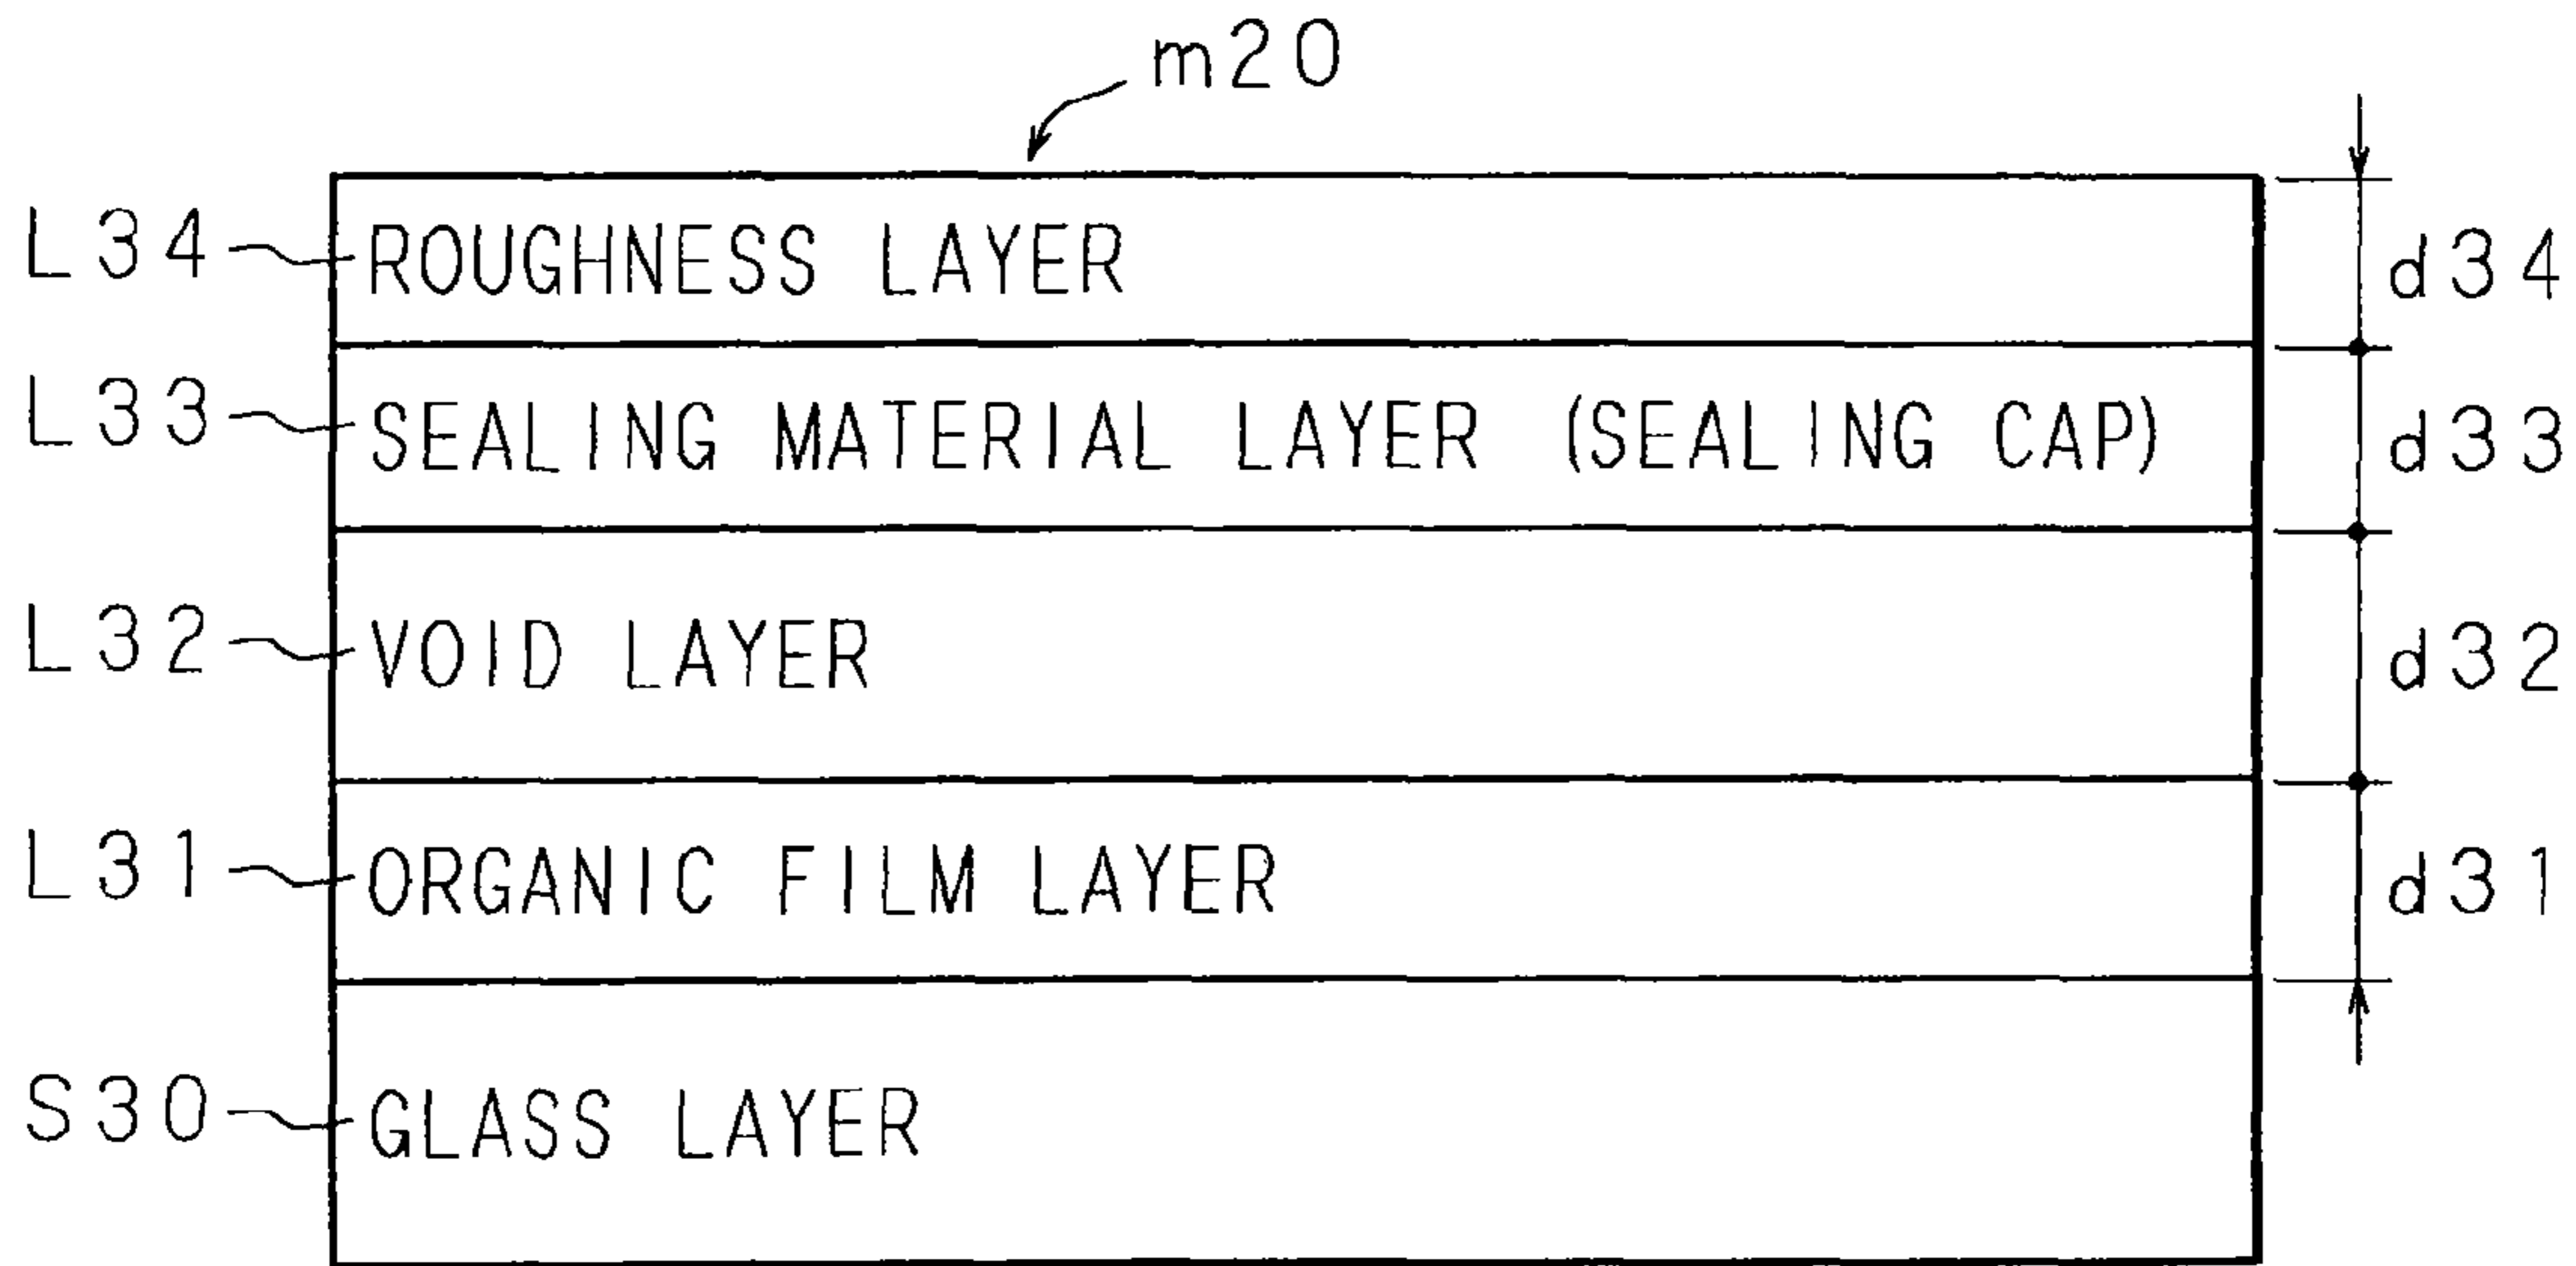 m20
L34 ROUGHNESS LAYER d34
L33 SEALING MATERIAL LAYER (SEALING CAP) d33
L32 VOID LAYER d32
L31 ORGANIC FILM LAYER d31
S30 GLASS LAYER